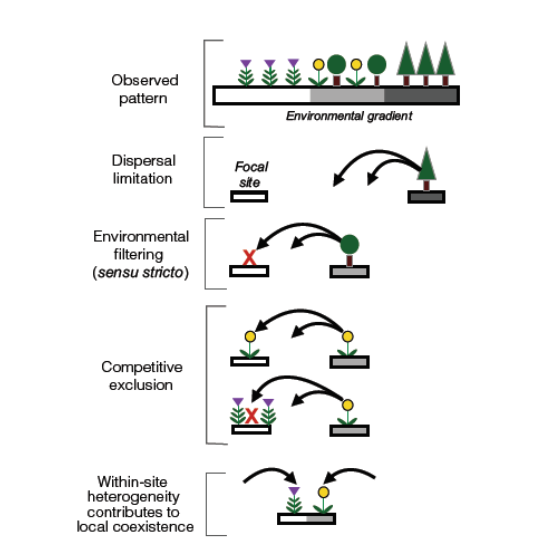 Observed
pattern
Environmental gradient
Dispersal
limitation
Focal
site
Environmental
filtering
(sensu stricto)
X
Competitive
exclusion
X
Within-site
heterogeneity
contributes to
local coexistence